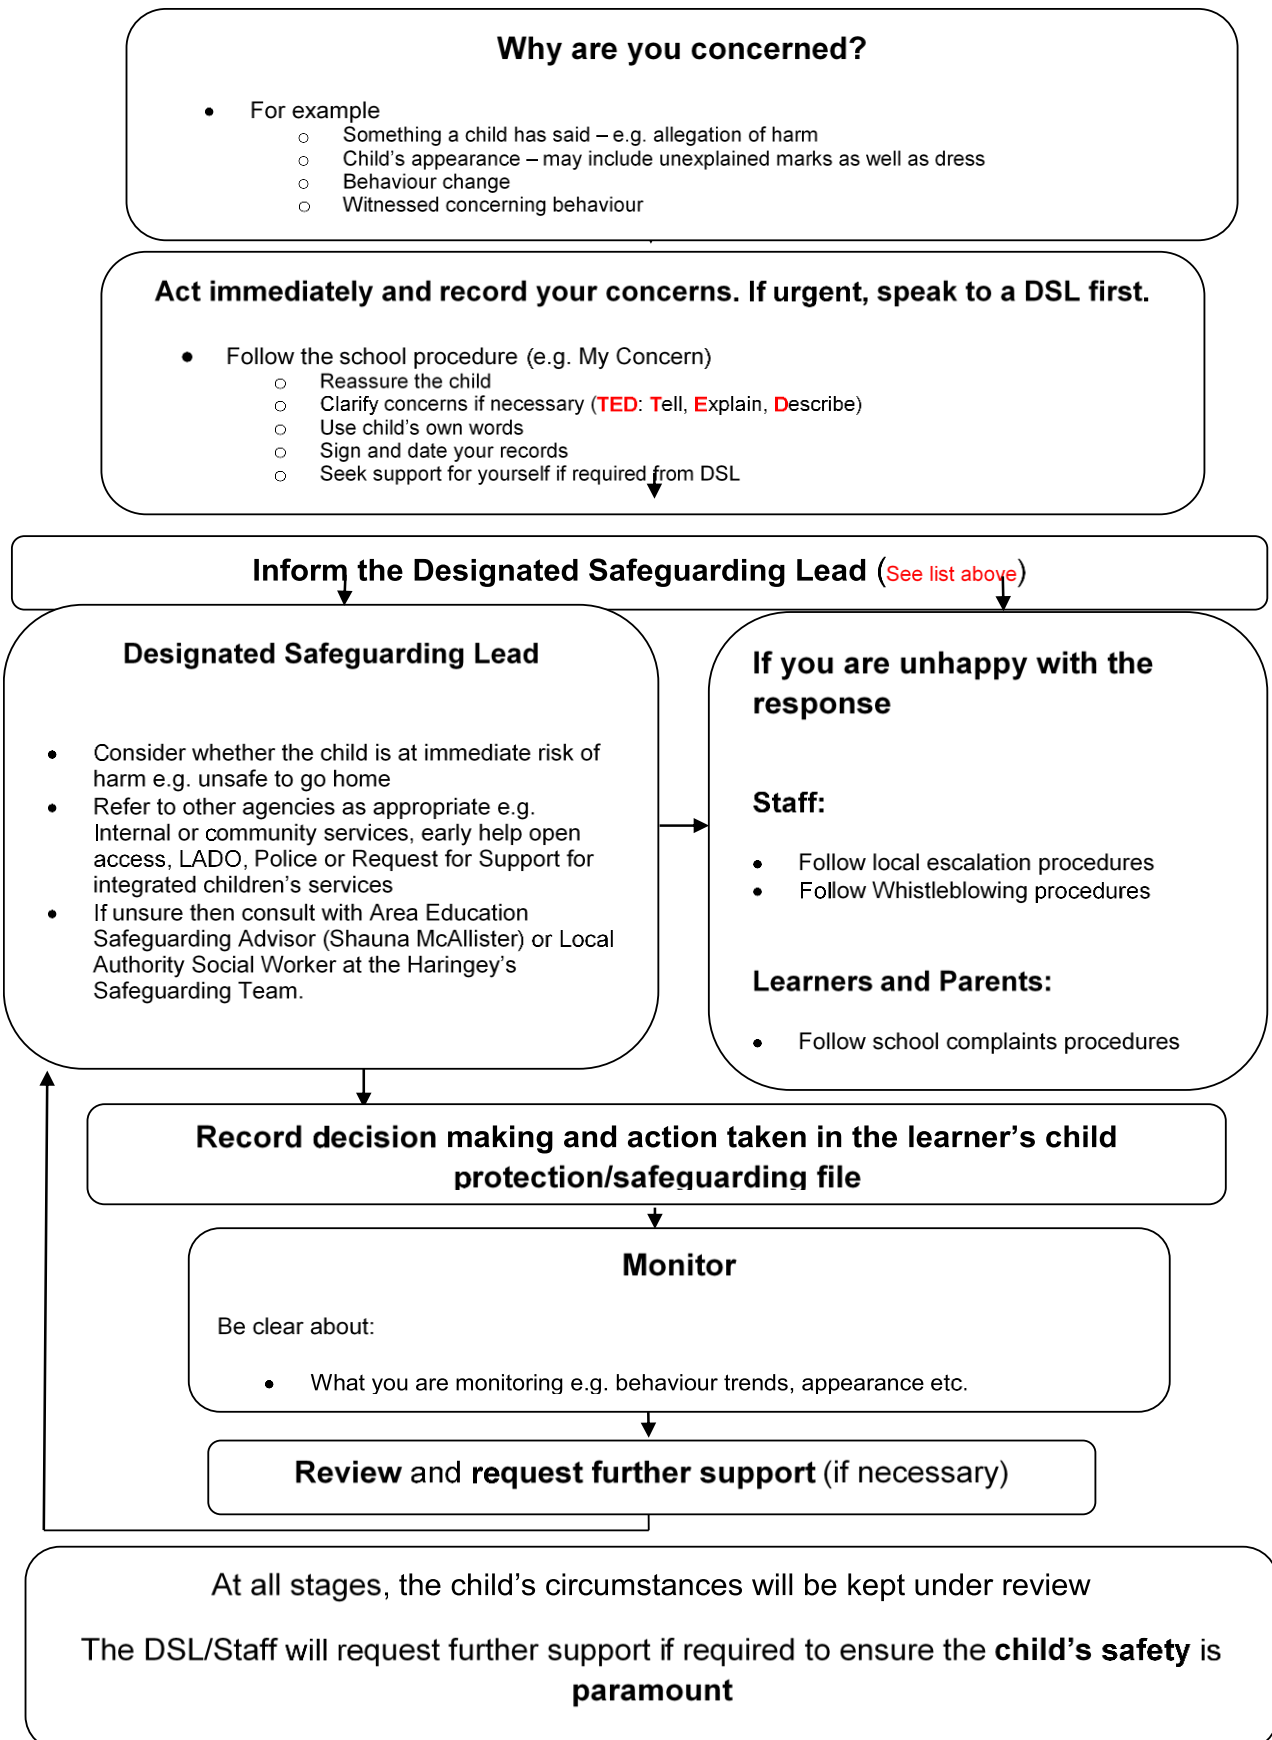 Why are you concerned?
• For example
○ Something a child has said – e.g. allegation of harm
○ Child's appearance – may include unexplained marks as well as dress
○ Behaviour change
○ Witnessed concerning behaviour
Act immediately and record your concerns. If urgent, speak to a DSL first.
• Follow the school procedure (e.g. My Concern)
○ Reassure the child
○ Clarify concerns if necessary (TED: Tell, Explain, Describe)
○ Use child's own words
○ Sign and date your records
○ Seek support for yourself if required from DSL
Inform the Designated Safeguarding Lead (See list above)
Designated Safeguarding Lead
• Consider whether the child is at immediate risk of
harm e.g. unsafe to go home
• Refer to other agencies as appropriate e.g.
Internal or community services, early help open
access, LADO, Police or Request for Support for
integrated children's services
• If unsure then consult with Area Education
Safeguarding Advisor (Shauna McAllister) or Local
Authority Social Worker at the Haringey's
Safeguarding Team.
If you are unhappy with the
response
Staff:
• Follow local escalation procedures
• Follow Whistleblowing procedures
Learners and Parents:
• Follow school complaints procedures
Record decision making and action taken in the learner's child
protection/safeguarding file
Monitor
Be clear about:
• What you are monitoring e.g. behaviour trends, appearance etc.
Review and request further support (if necessary)
At all stages, the child's circumstances will be kept under review
The DSL/Staff will request further support if required to ensure the child's safety is
paramount